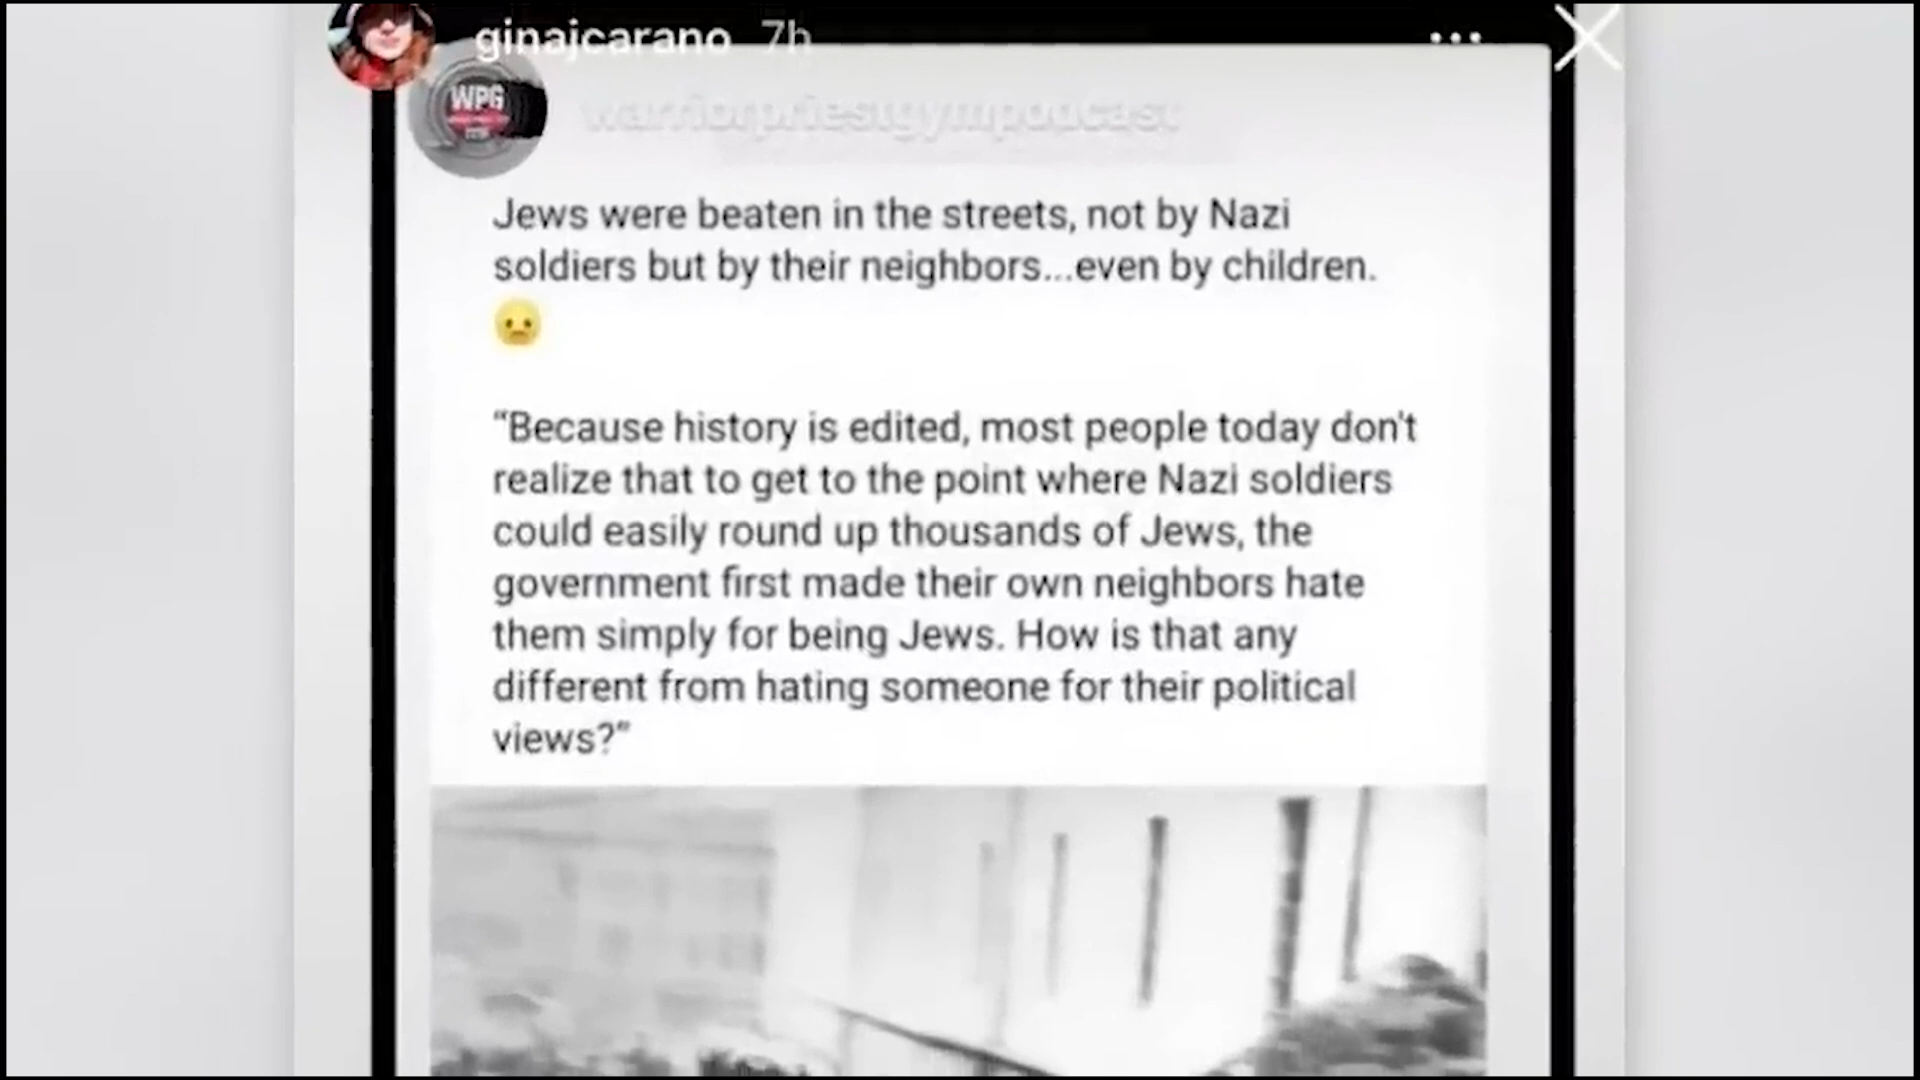 ginajcarano 7h
WPG
warriorpriestgympodcast
Jews were beaten in the streets, not by Nazi
soldiers but by their neighbors...even by children.
“Because history is edited, most people today don't
realize that to get to the point where Nazi soldiers
could easily round up thousands of Jews, the
government first made their own neighbors hate
them simply for being Jews. How is that any
different from hating someone for their political
views?”